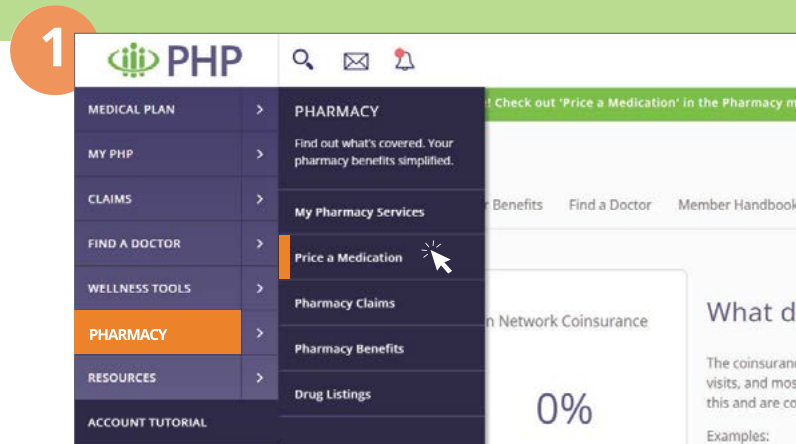 1
PHP
MEDICAL PLAN
MY PHP
CLAIMS
FIND A DOCTOR
WELLNESS TOOLS
PHARMACY
RESOURCES
ACCOUNT TUTORIAL
PHARMACY
Find out what's covered. Your
pharmacy benefits simplified.
My Pharmacy Services
Price a Medication
Pharmacy Claims
Pharmacy Benefits
Drug Listings
! Check out 'Price a Medication' in the Pharmacy
Benefits Find a Doctor Member Handbook
Network Coinsurance
0%
What
The
visits, and
this and are
Examples: